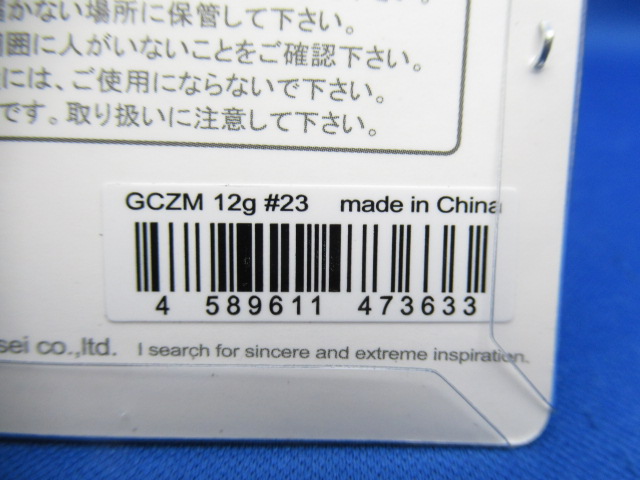 かない場所に保管して下さい。
囲に人がいないことをご確認下さい。
には、ご使用にならないで下さい。
です。取り扱いに注意して下さい。
GCZM 12g #23 made in China
4 589611 473633
sei co.,ltd. I search for sincere and extreme inspiration.